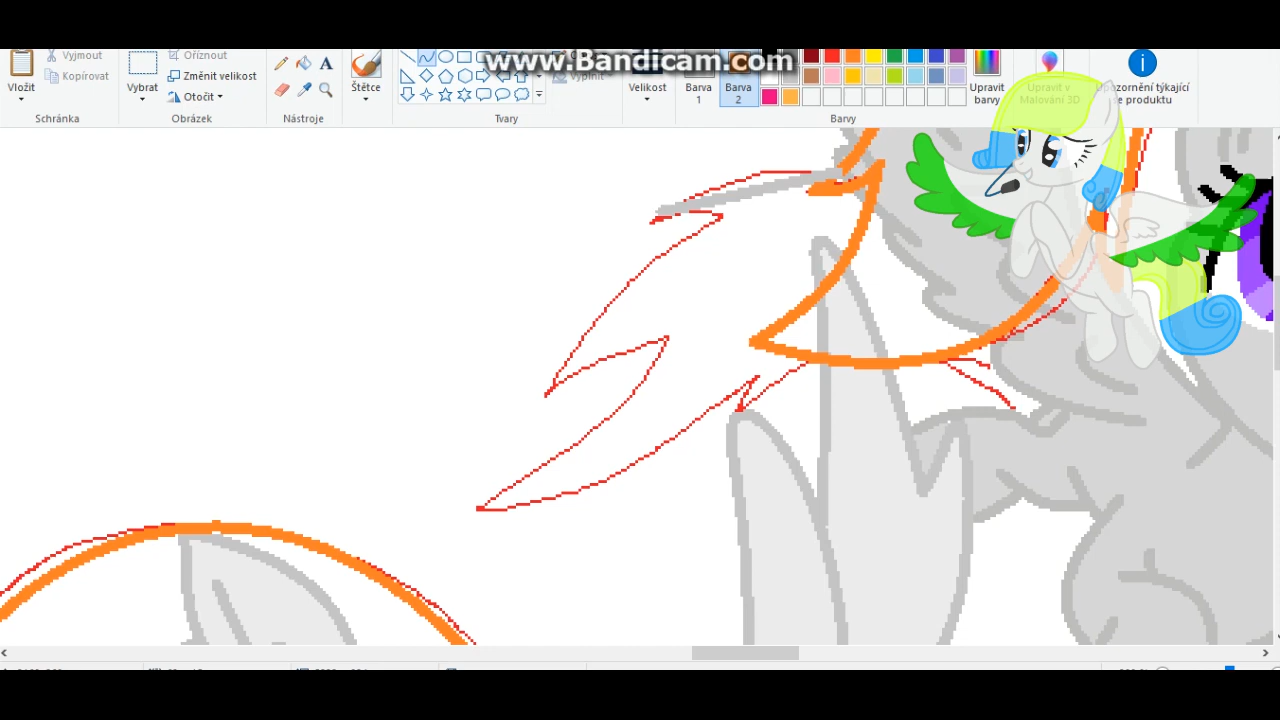 www.Bandicam.com
Vyjmout
Kopírovat
Vložit
Schránka
Oříznout
Změnit velikost
Otočit
Vybrat
Obrázek
Nástroje
Štětce
Tvary
Velikost
Barva 1
Barva 2
Barvy
Upravit barvy
Upravit v Malování 3D
Upozornění týkající se produktu